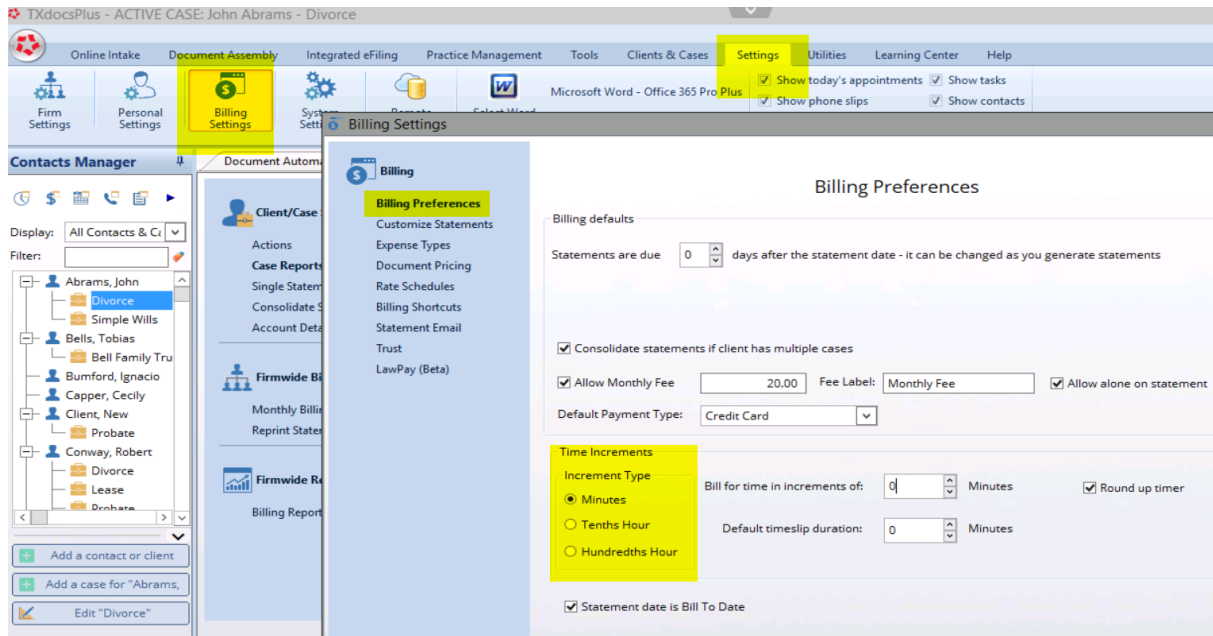 TXdocsPlus - ACTIVE CASE: John Abrams - Divorce
Online Intake Document Assembly Integrated eFiling Practice Management Tools Clients & Cases Settings Utilities Learning Center Help
Firm Settings
Personal Settings
Billing Settings
Microsoft Word - Office 365 Pro Plus
Show today's appointments Show tasks
Show phone slips Show contacts
Billing Settings
Contacts Manager
Display: All Contacts & Ca
Filter:
Abrams, John
Divorce
Simple Wills
Bells, Tobias
Bell Family Tru
Bumford, Ignacio
Capper, Cecily
Client, New
Probate
Conway, Robert
Divorce
Lease
Probate
Add a contact or client
Add a case for "Abrams,
Edit "Divorce"
Document Automa
Client/Case
Actions
Case Reports
Single Statem
Consolidate S
Account Deta
Firmwide Bi
Monthly Billin
Reprint Stater
Firmwide Re
Billing Report
Billing
Billing Preferences
Customize Statements
Expense Types
Document Pricing
Rate Schedules
Billing Shortcuts
Statement Email
Trust
LawPay (Beta)
Billing Preferences
Billing defaults
Statements are due 0 days after the statement date - it can be changed as you generate statements
Consolidate statements if client has multiple cases
Allow Monthly Fee 20.00 Fee Label: Monthly Fee Allow alone on statement
Default Payment Type: Credit Card
Time Increments
Increment Type
Minutes
Tenths Hour
Hundredths Hour
Bill for time in increments of: 0 Minutes Round up timer
Default timeslip duration: 0 Minutes
Statement date is Bill To Date